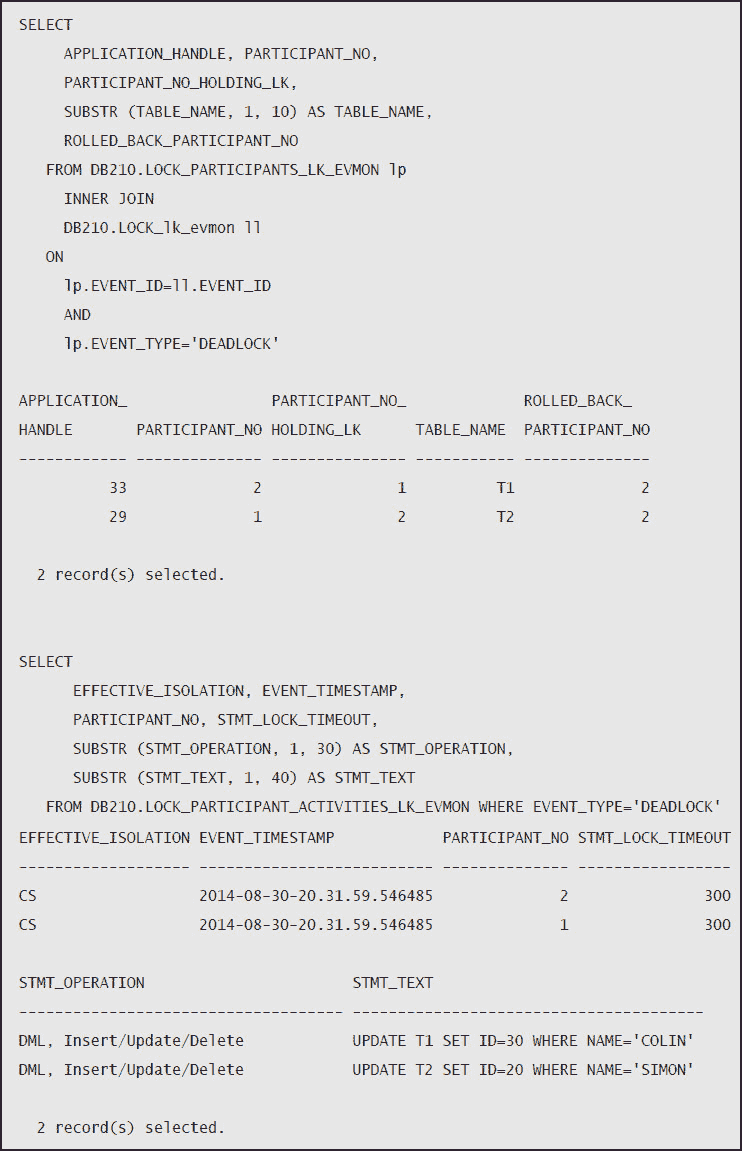 SELECT
APPLICATION_HANDLE, PARTICIPANT_NO,
PARTICIPANT_NO_HOLDING_LK,
SUBSTR (TABLE_NAME, 1, 10) AS TABLE_NAME,
ROLLED_BACK_PARTICIPANT_NO
FROM DB210.LOCK_PARTICIPANTS_LK_EVMON lp
INNER JOIN
DB210.LOCK_lk_evmon ll
ON
lp.EVENT_ID=ll.EVENT_ID
AND
lp.EVENT_TYPE='DEADLOCK'
APPLICATION_ PARTICIPANT_NO_ ROLLED_BACK_
HANDLE PARTICIPANT_NO HOLDING_LK TABLE_NAME PARTICIPANT_NO
------------ -------------- --------------- ----------- --------------
33 2 1 T1 2
29 1 2 T2 2
2 record(s) selected.
SELECT
EFFECTIVE_ISOLATION, EVENT_TIMESTAMP,
PARTICIPANT_NO, STMT_LOCK_TIMEOUT,
SUBSTR (STMT_OPERATION, 1, 30) AS STMT_OPERATION,
SUBSTR (STMT_TEXT, 1, 40) AS STMT_TEXT
FROM DB210.LOCK_PARTICIPANT_ACTIVITIES_LK_EVMON WHERE EVENT_TYPE='DEADLOCK'
EFFECTIVE_ISOLATION EVENT_TIMESTAMP PARTICIPANT_NO STMT_LOCK_TIMEOUT
------------------- -------------------------- -------------- -----------------
CS 2014-08-30-20.31.59.546485 2 300
CS 2014-08-30-20.31.59.546485 1 300
STMT_OPERATION STMT_TEXT
------------------------------------ ---------------------------------------
DML, Insert/Update/Delete UPDATE T1 SET ID=30 WHERE NAME='COLIN'
DML, Insert/Update/Delete UPDATE T2 SET ID=20 WHERE NAME='SIMON'
2 record(s) selected.